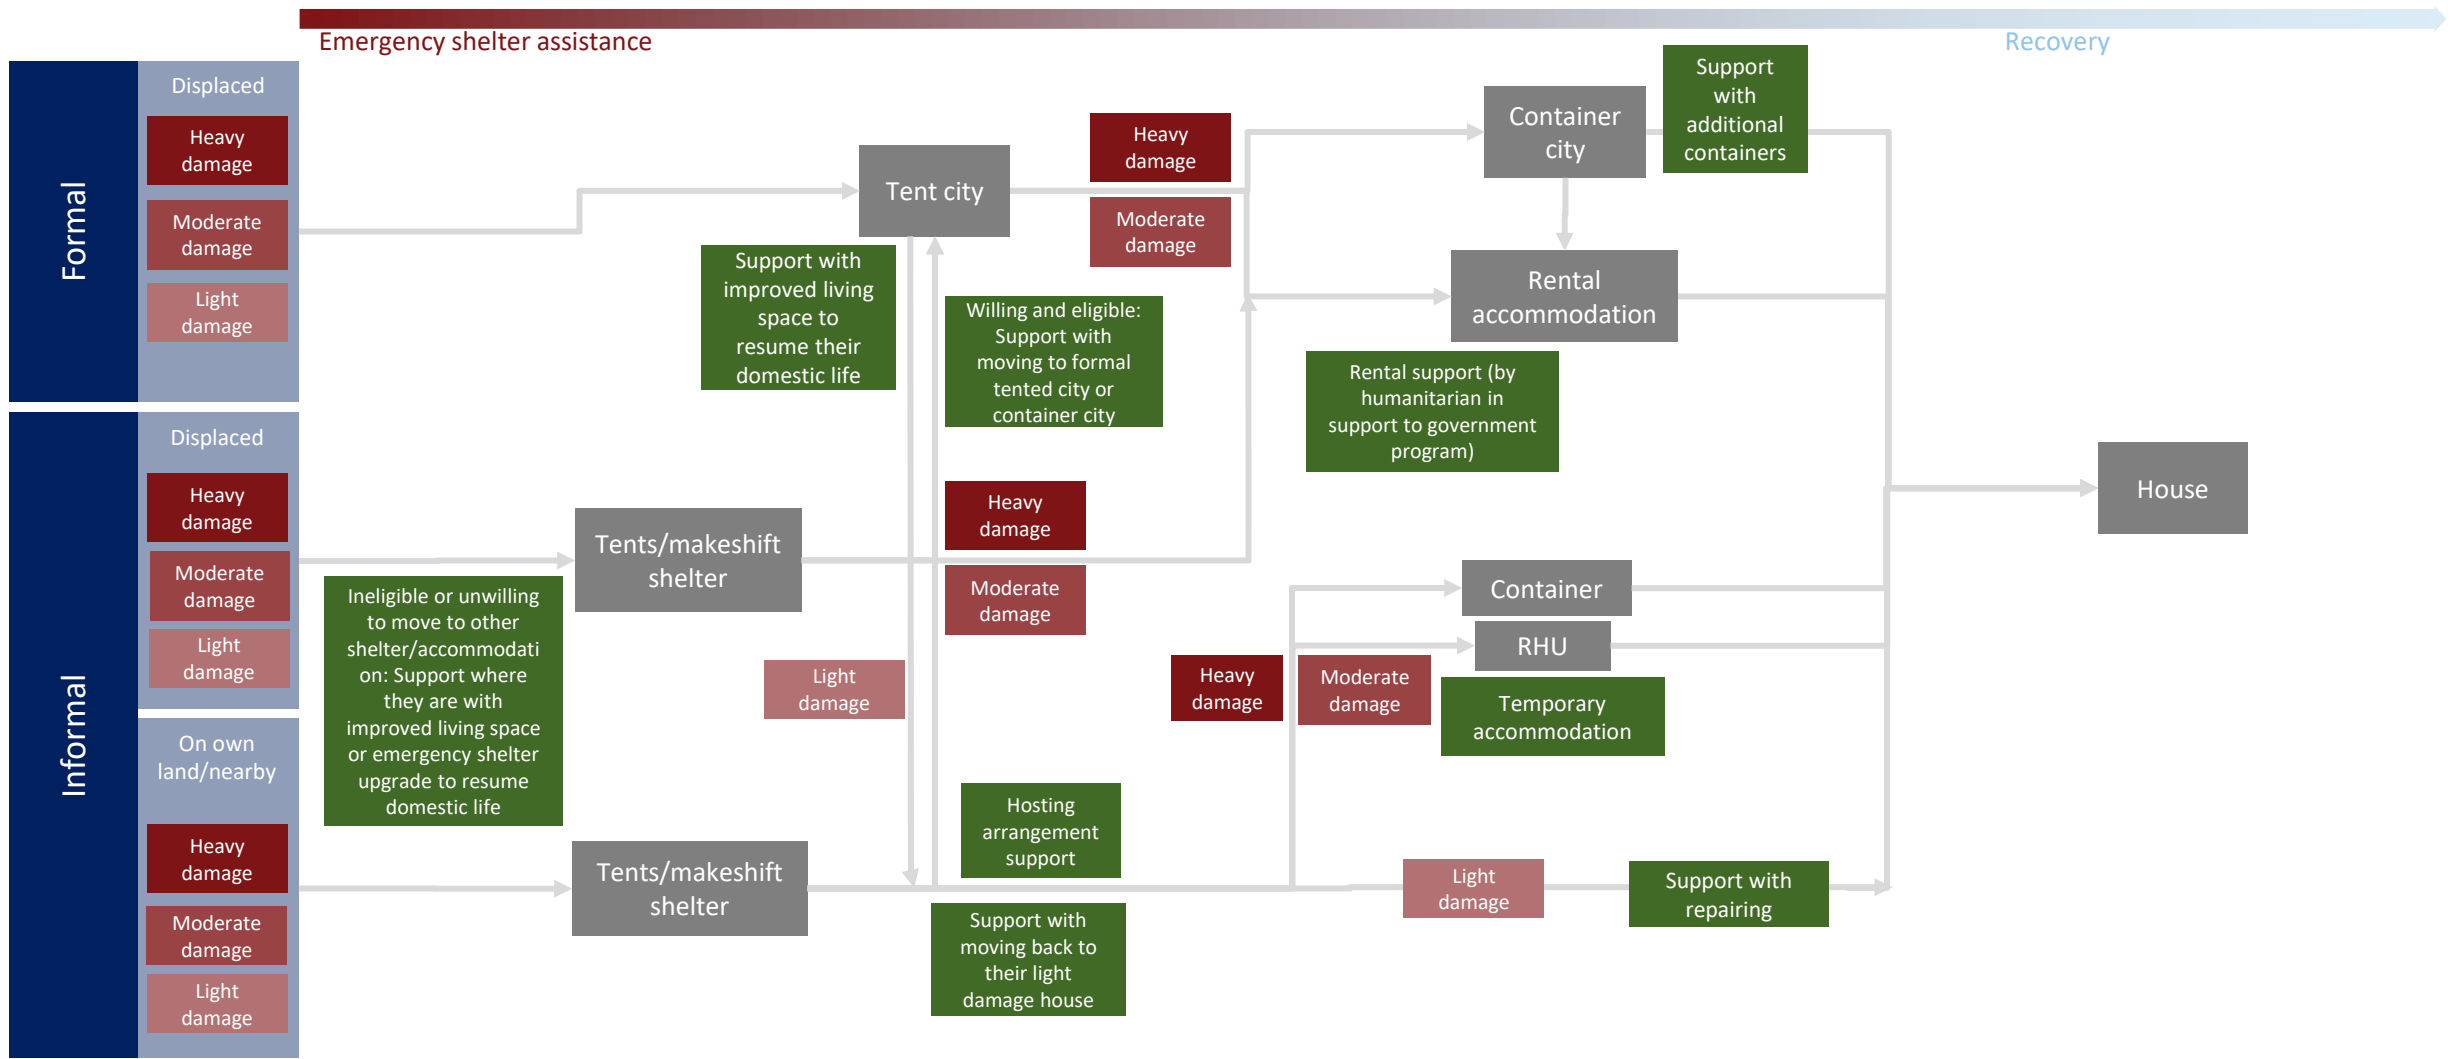 Emergency shelter assistance
Recovery
Formal
Displaced
Heavy
damage
Moderate
damage
Light
damage
Tent city
Support with
improved living
space to
resume their
domestic life
Willing and eligible:
Support with
moving to formal
tented city or
container city
Heavy
damage
Moderate
damage
Container
city
Support
with
additional
containers
Rental
accommodation
Rental support (by
humanitarian in
support to government
program)
House
Informal
Displaced
Heavy
damage
Moderate
damage
Light
damage
Ineligible or unwilling
to move to other
shelter/accommodati
on: Support where
they are with
improved living space
or emergency shelter
upgrade to resume
domestic life
Tents/makeshift
shelter
Heavy
damage
Moderate
damage
Light
damage
Container
RHU
Heavy
damage
Moderate
damage
Temporary
accommodation
On own
land/nearby
Heavy
damage
Moderate
damage
Light
damage
Tents/makeshift
shelter
Hosting
arrangement
support
Support with
moving back to
their light
damage house
Light
damage
Support with
repairing